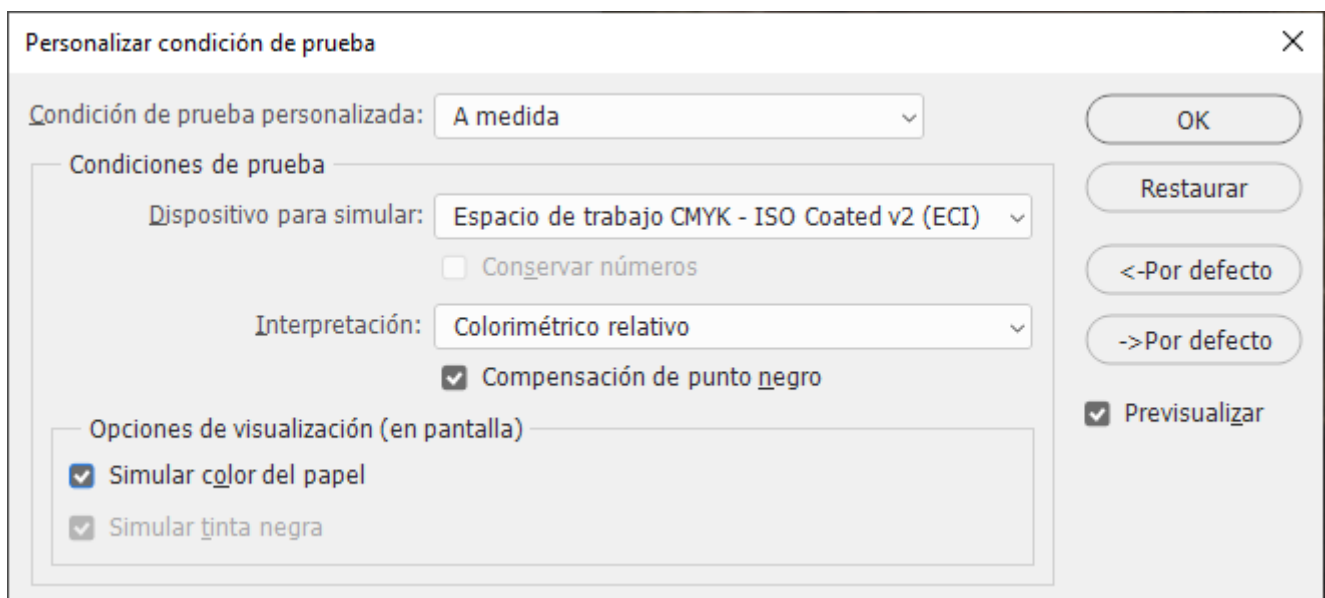 Personalizar condición de prueba
Condición de prueba personalizada: A medida
OK
Condiciones de prueba
Restaurar
Dispositivo para simular: Espacio de trabajo CMYK - ISO Coated v2 (ECI)
Conservar números
<-Por defecto
Interpretación: Colorimétrico relativo
->Por defecto
Compensación de punto negro
Previsualizar
Opciones de visualización (en pantalla)
Simular color del papel
Simular tinta negra